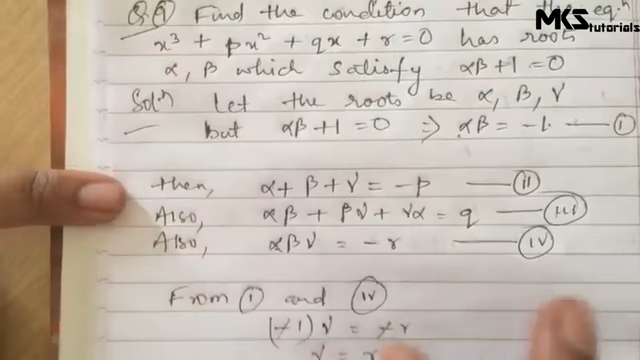 Q.9 Find the condition that the eq.n
x³ + px² + qx + r = 0 has roots
α, β which satisfy αβ + 1 = 0
Sol.n Let the roots be α, β, γ
but αβ + 1 = 0 ⇒ αβ = -1 — (I)
then, α + β + γ = -p — (II)
Also, αβ + βγ + γα = q — (III)
Also, αβγ = -r — (IV)
From (I) and (IV)
(-1) γ = -r
γ = r
MKS
tutorials